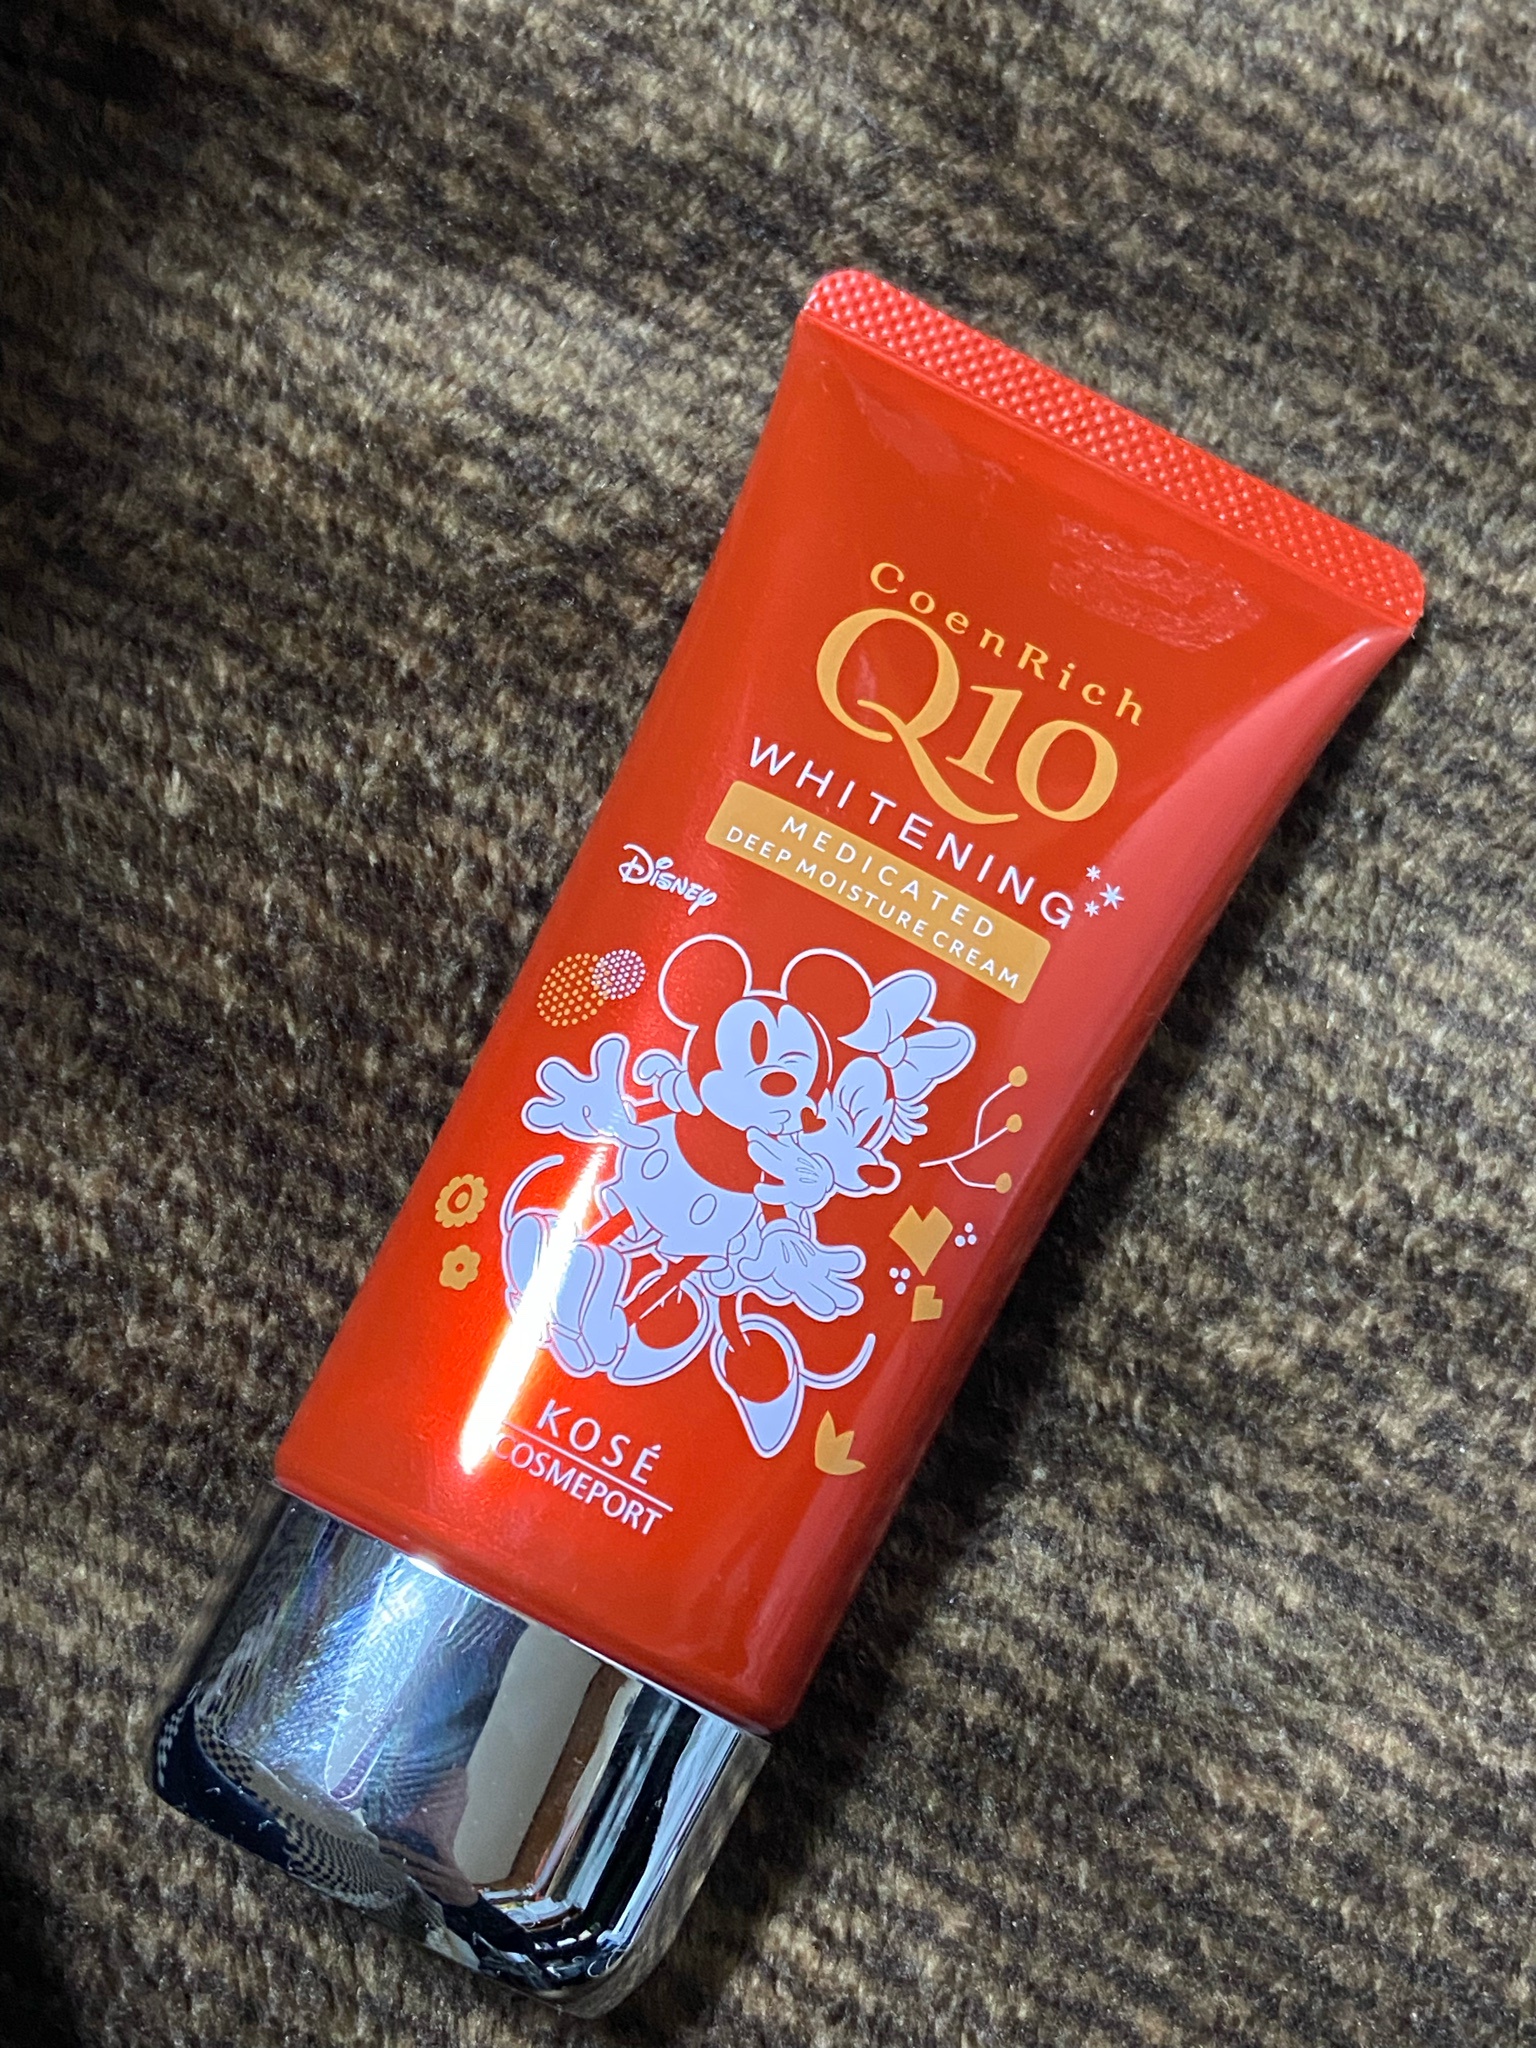 CoenRich
Q10
WHITENING
MEDICATED
DEEP MOISTURE CREAM
Disney
KOSÉ
COSMEPORT